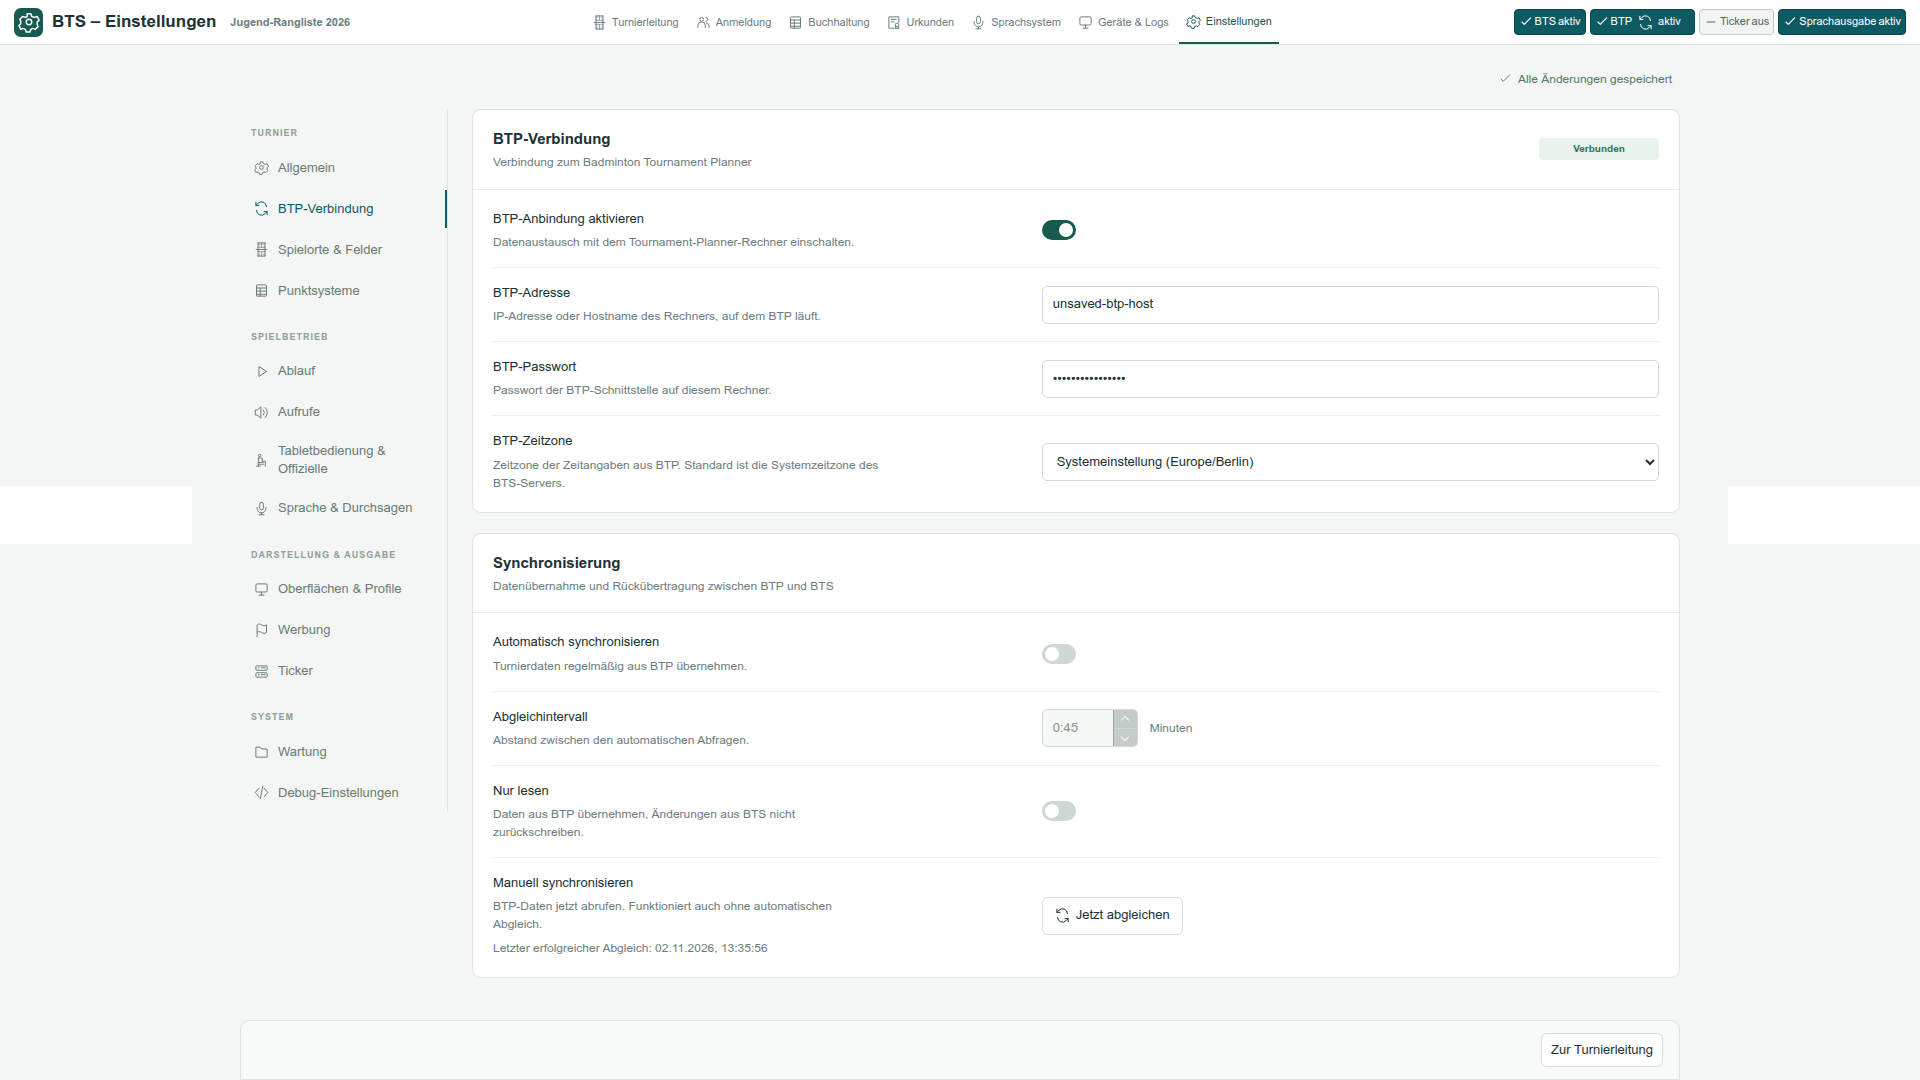 BTS – Einstellungen
Jugend-Rangliste 2026
Turnierleitung
Anmeldung
Buchhaltung
Urkunden
Sprachsystem
Geräte & Logs
Einstellungen
BTS aktiv
BTP aktiv
Ticker aus
Sprachausgabe aktiv
Alle Änderungen gespeichert
TURNIER
Allgemein
BTP-Verbindung
Spielorte & Felder
Punktsysteme
SPIELBETRIEB
Ablauf
Aufrufe
Tabletbedienung &
Offizielle
Sprache & Durchsagen
DARSTELLUNG & AUSGABE
Oberflächen & Profile
Werbung
Ticker
SYSTEM
Wartung
Debug-Einstellungen
BTP-Verbindung
Verbindung zum Badminton Tournament Planner
Verbunden
BTP-Anbindung aktivieren
Datenaustausch mit dem Tournament-Planner-Rechner einschalten.
BTP-Adresse
IP-Adresse oder Hostname des Rechners, auf dem BTP läuft.
unsaved-btp-host
BTP-Passwort
Passwort der BTP-Schnittstelle auf diesem Rechner.
••••••••••••••••
BTP-Zeitzone
Zeitzone der Zeitangaben aus BTP. Standard ist die Systemzeitzone des
BTS-Servers.
Systemeinstellung (Europe/Berlin)
Synchronisierung
Datenübernahme und Rückübertragung zwischen BTP und BTS
Automatisch synchronisieren
Turnierdaten regelmäßig aus BTP übernehmen.
Abgleichintervall
Abstand zwischen den automatischen Abfragen.
0:45
Minuten
Nur lesen
Daten aus BTP übernehmen, Änderungen aus BTS nicht
zurückschreiben.
Manuell synchronisieren
BTP-Daten jetzt abrufen. Funktioniert auch ohne automatischen
Abgleich.
Letzter erfolgreicher Abgleich: 02.11.2026, 13:35:56
Jetzt abgleichen
Zur Turnierleitung